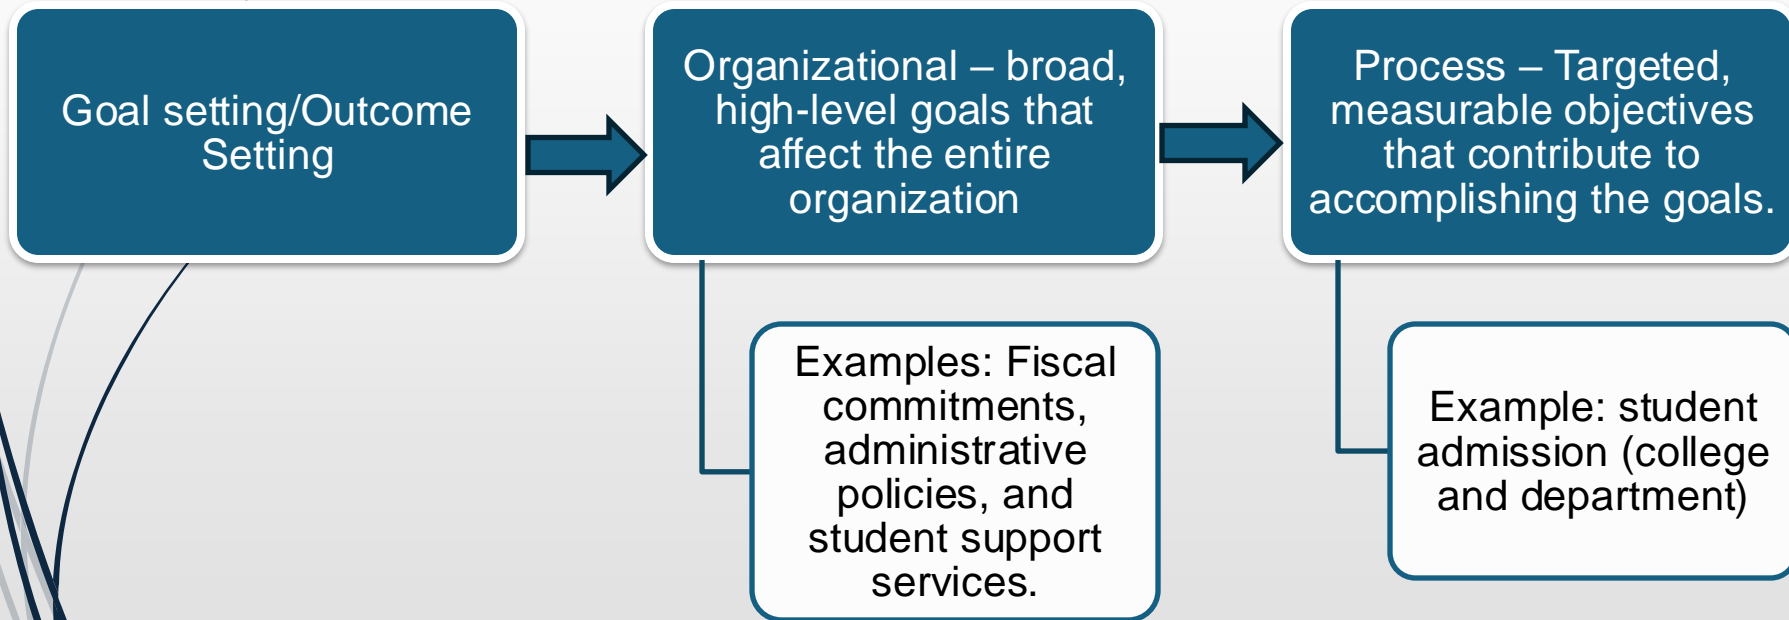 Goal setting/Outcome
Setting
Organizational – broad,
high-level goals that
affect the entire
organization
Examples: Fiscal
commitments,
administrative
policies, and
student support
services.
Process – Targeted,
measurable objectives
that contribute to
accomplishing the goals.
Example: student
admission (college
and department)